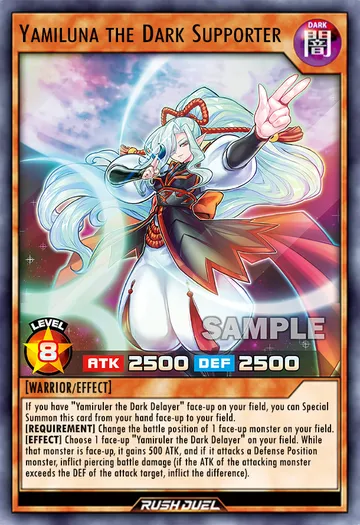 Yamiluna the Dark Supporter
DARK
闇
SAMPLE
LEVEL
8
ATK 2500 DEF 2500
[WARRIOR/EFFECT]
If you have "Yamiruler the Dark Delayer" face-up on your field, you can Special
Summon this card from your hand face-up to your field.
[REQUIREMENT] Change the battle position of 1 face-up monster on your field.
[EFFECT] Choose 1 face-up "Yamiruler the Dark Delayer" on your field. While
that monster is face-up, it gains 500 ATK, and if it attacks a Defense Position
monster, inflict piercing battle damage (if the ATK of the attacking monster
exceeds the DEF of the attack target, inflict the difference).
RUSH DUEL